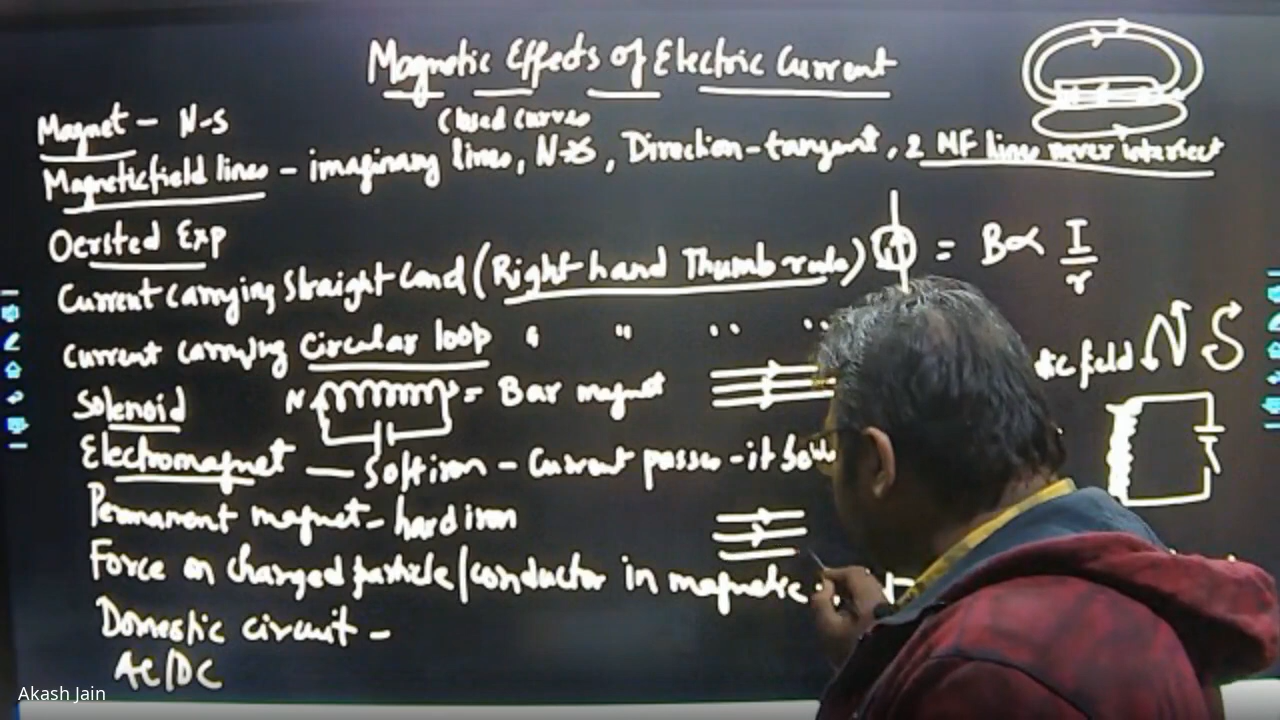 Magnetic Effects of Electric Current
Magnet - N-S
Closed curves
Magnetic field lines - imaginary lines, N→S, Direction-tangent, 2 MF lines never intersect
Oersted Exp
Current carrying straight Cond (Right hand Thumb rule) = B∝ I/r
Current carrying Circular loop " " " "
tic field N S
Solenoid N = Bar magnet
Electromagnet — Soft iron - Current passes - it
Permanent magnet - hard iron
Force on charged particle/conductor in magnetic
Domestic circuit -
AC/DC
Akash Jain